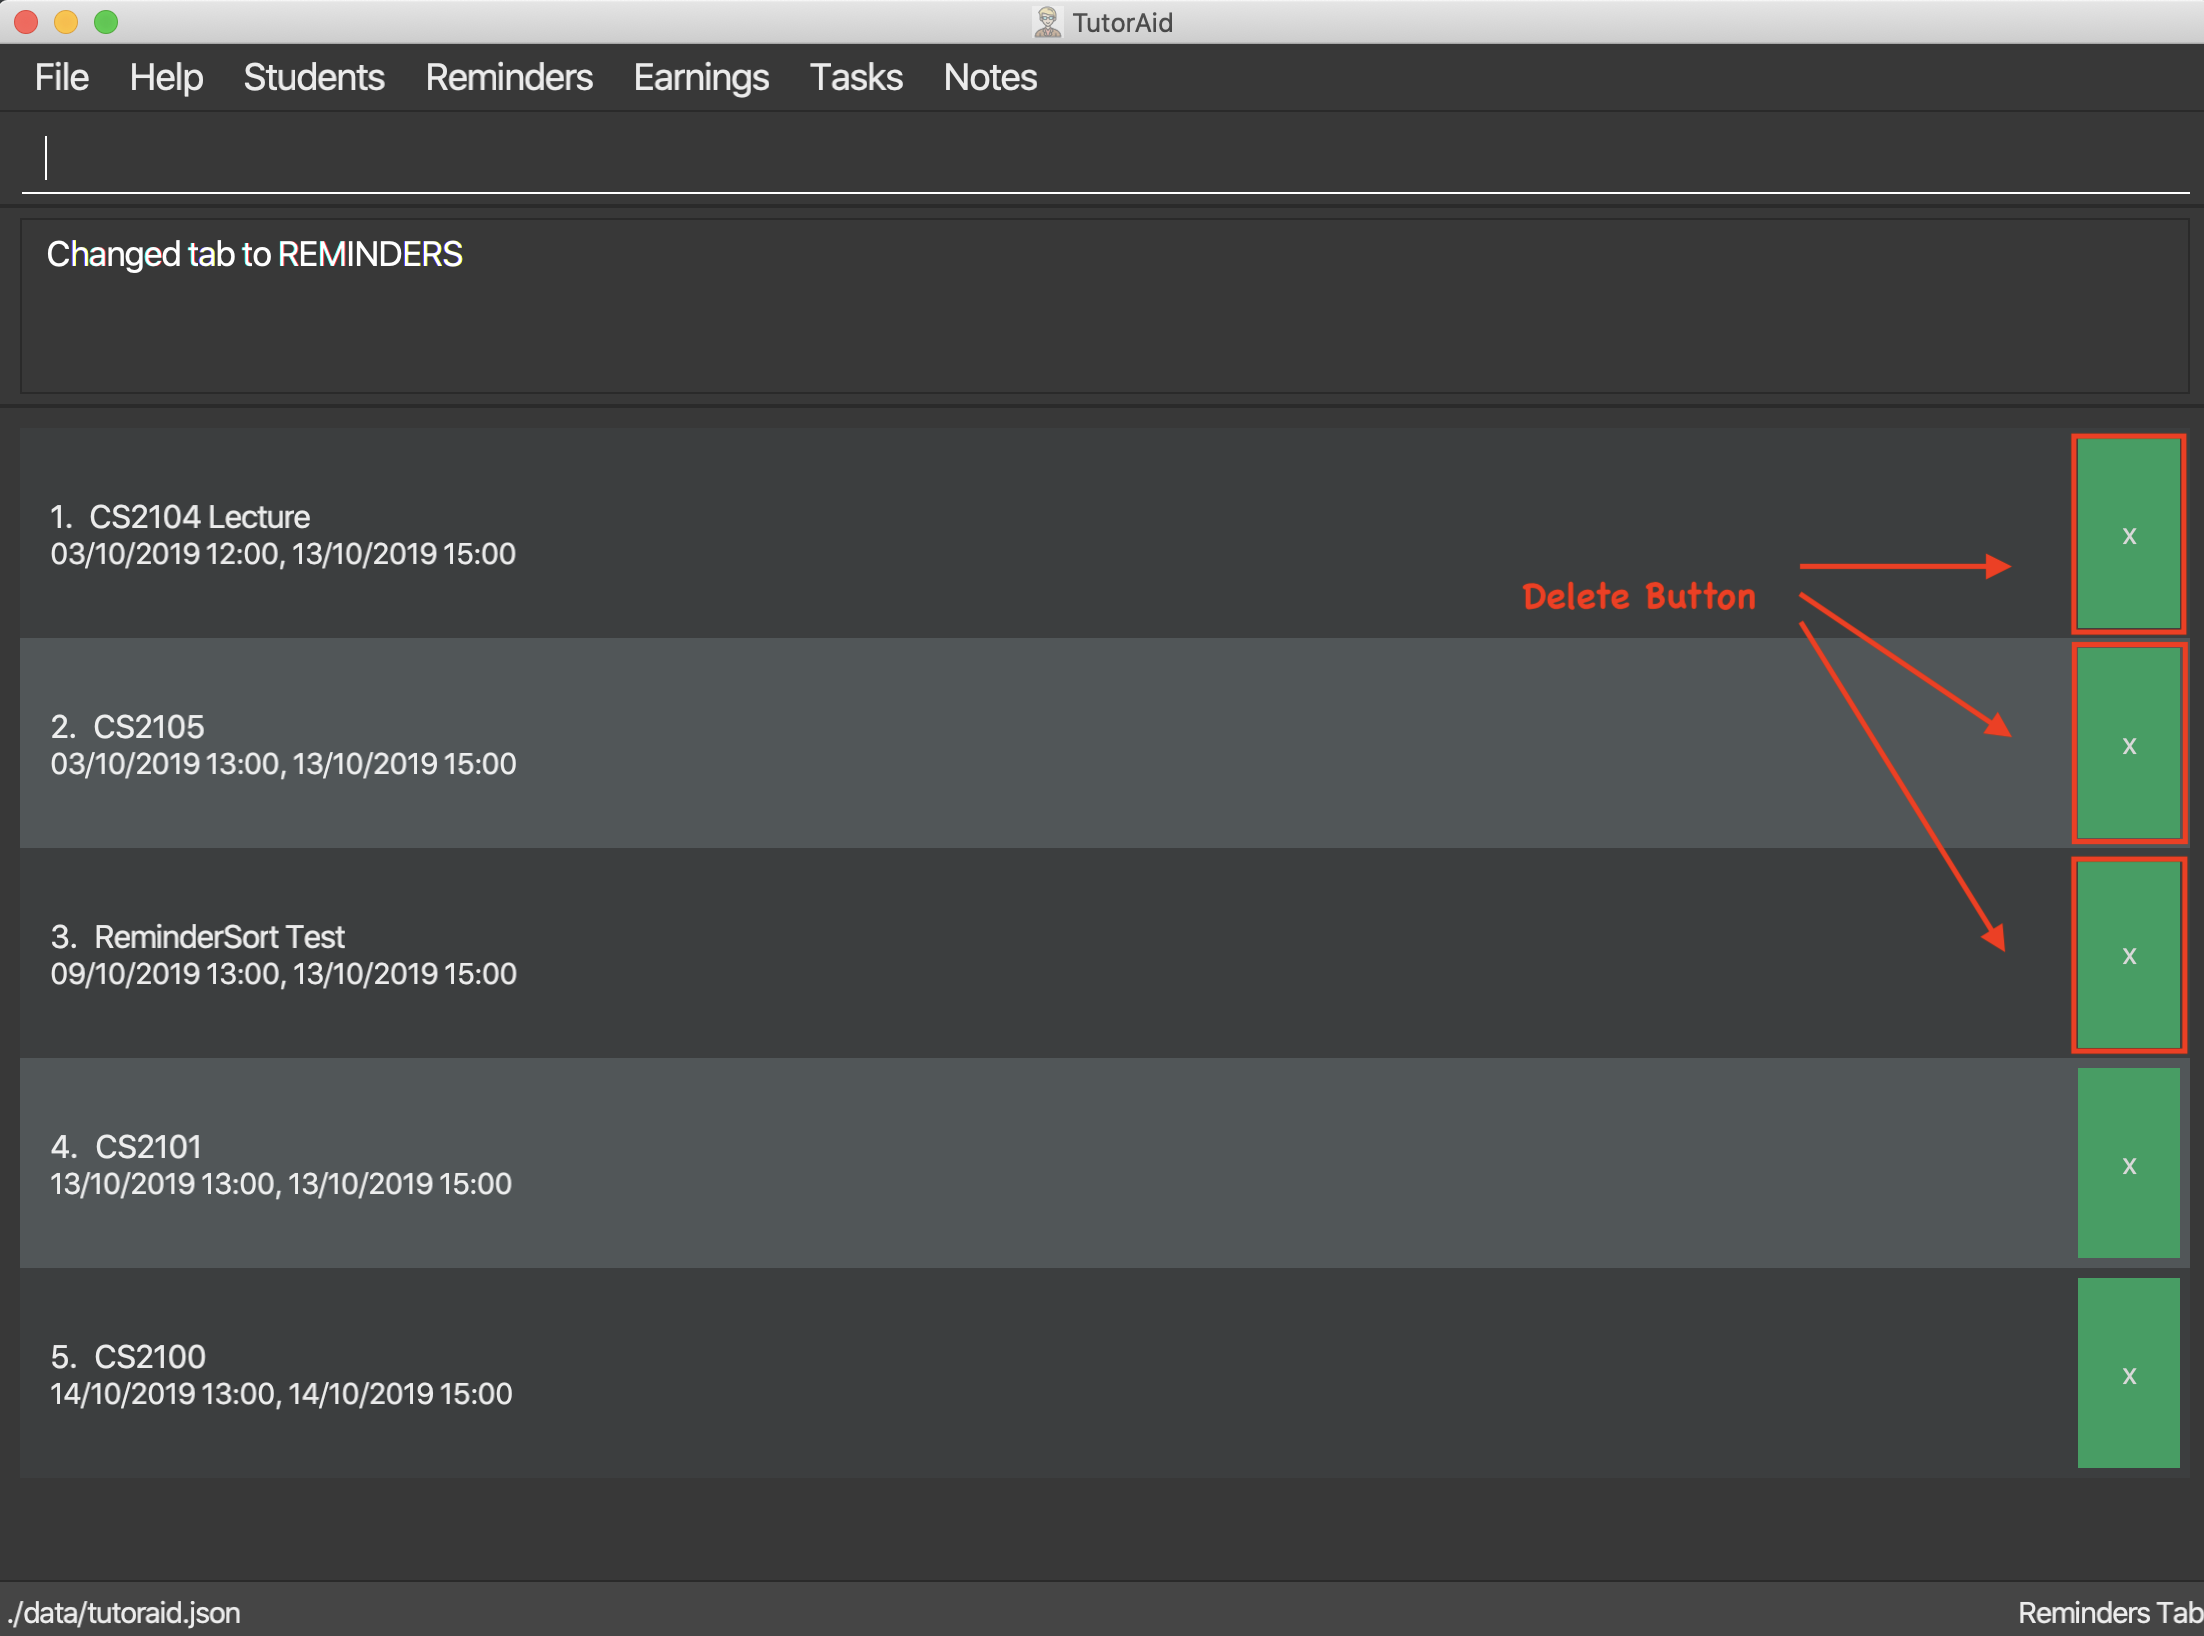 TutorAid
File Help Students Reminders Earnings Tasks Notes
Changed tab to REMINDERS
1. CS2104 Lecture
03/10/2019 12:00, 13/10/2019 15:00
x
Delete Button
2. CS2105
03/10/2019 13:00, 13/10/2019 15:00
x
3. ReminderSort Test
09/10/2019 13:00, 13/10/2019 15:00
x
4. CS2101
13/10/2019 13:00, 13/10/2019 15:00
x
5. CS2100
14/10/2019 13:00, 14/10/2019 15:00
x
./data/tutoraid.json
Reminders Tab